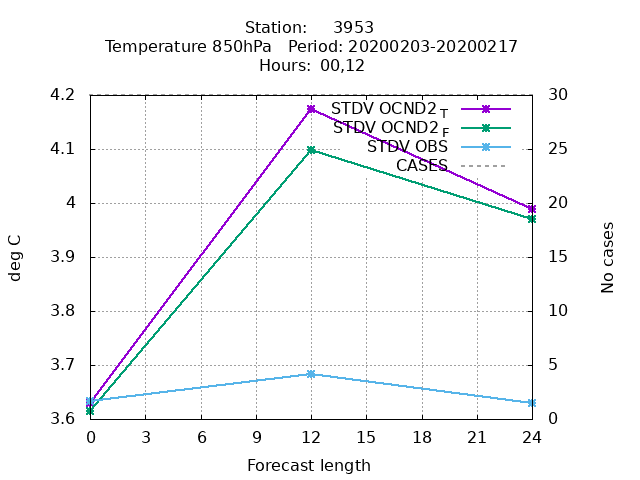 Station: 3953
Temperature 850hPa Period: 20200203-20200217
Hours: 00,12
4.2
4.1
4
3.9
3.8
3.7
3.6
30
25
20
15
10
5
0
STDV OCND2 T
STDV OCND2 F
STDV OBS
CASES
deg C
No cases
0 3 6 9 12 15 18 21 24
Forecast length